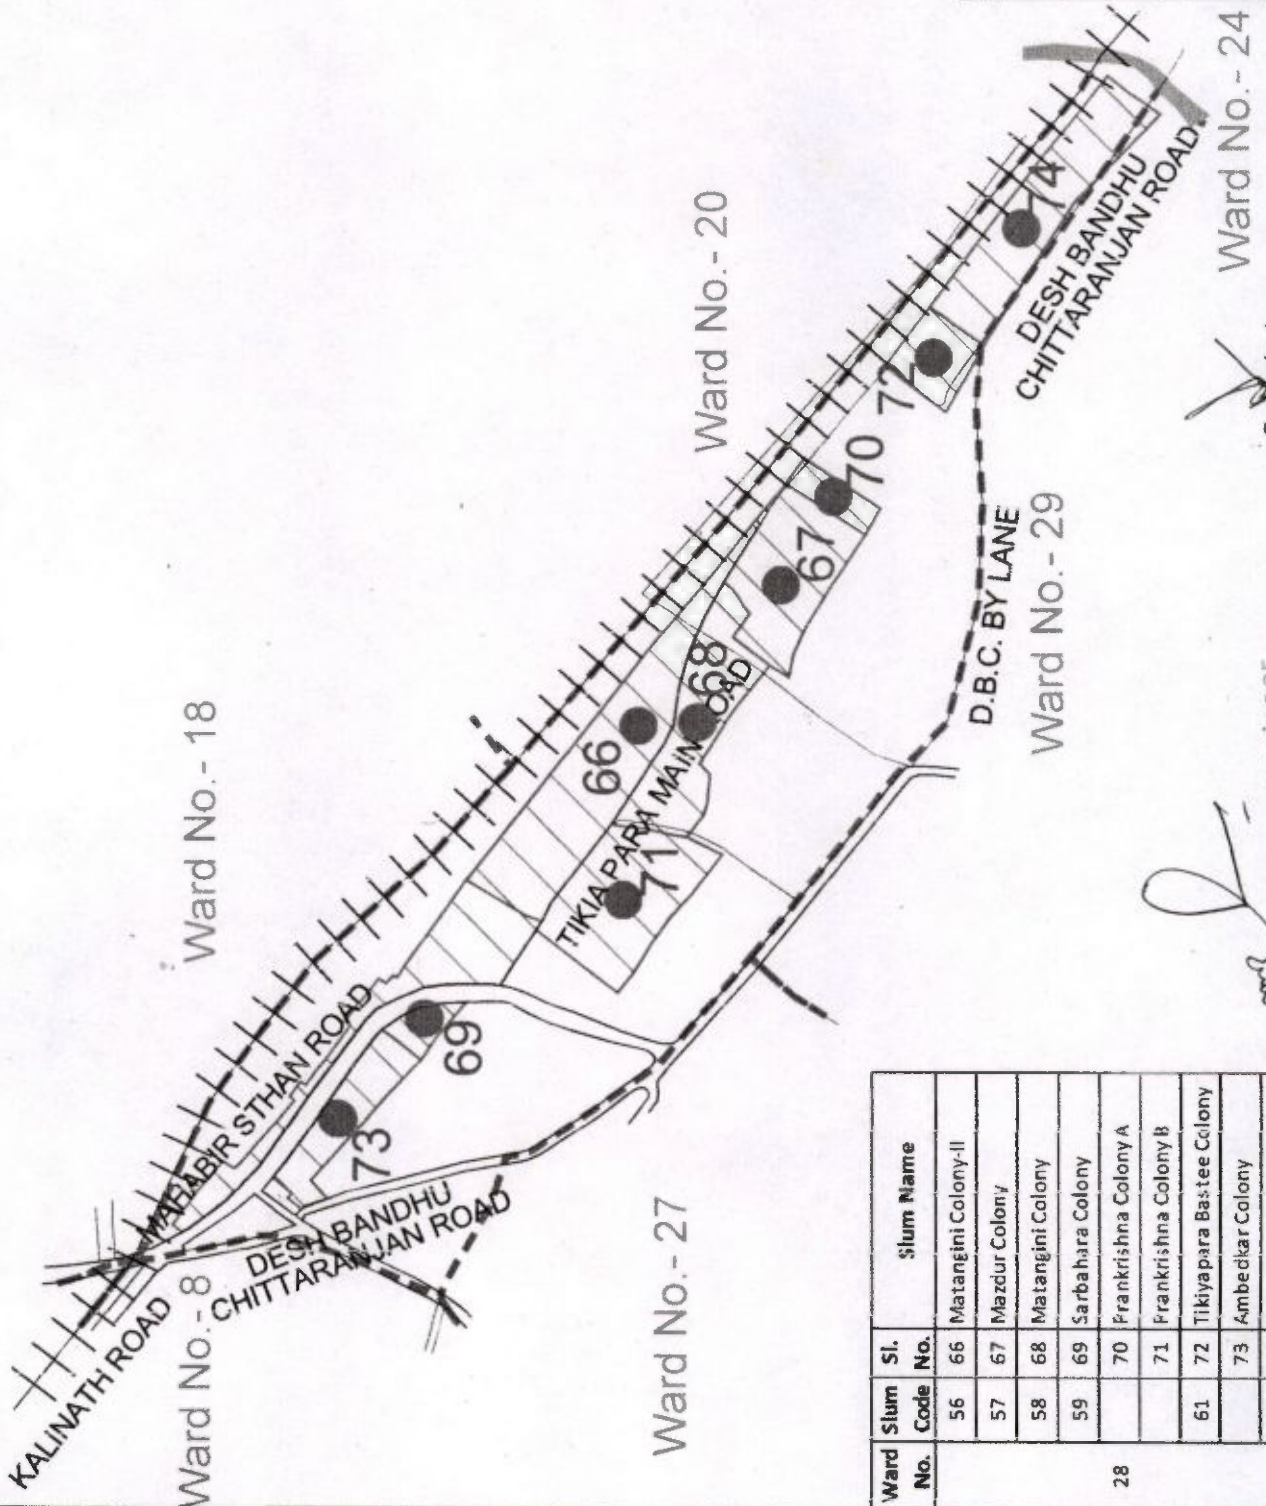 KALINATH ROAD
Ward No.- 8
MAHABIR STHAN ROAD
DESH BANDHU
CHITTARANJAN ROAD
Ward No.- 18
73
69
Ward No.- 27
TIKIA PARA MAIN ROAD
71
66
68
67
70
72
74
Ward No.- 20
D.B.C. BY LANE
Ward No.- 29
DESH BANDHU
CHITTARANJAN ROAD
Ward No.- 24
Ward No. Slum Code Sl. No. Slum Name
28
56 66 Matangini Colony-II
57 67 Mazdur Colony
58 68 Matangini Colony
59 69 Sarbahara Colony
70 Prankrishna Colony A
71 Prankrishna Colony B
61 72 Tikiyapara Bastee Colony
73 Ambedkar Colony